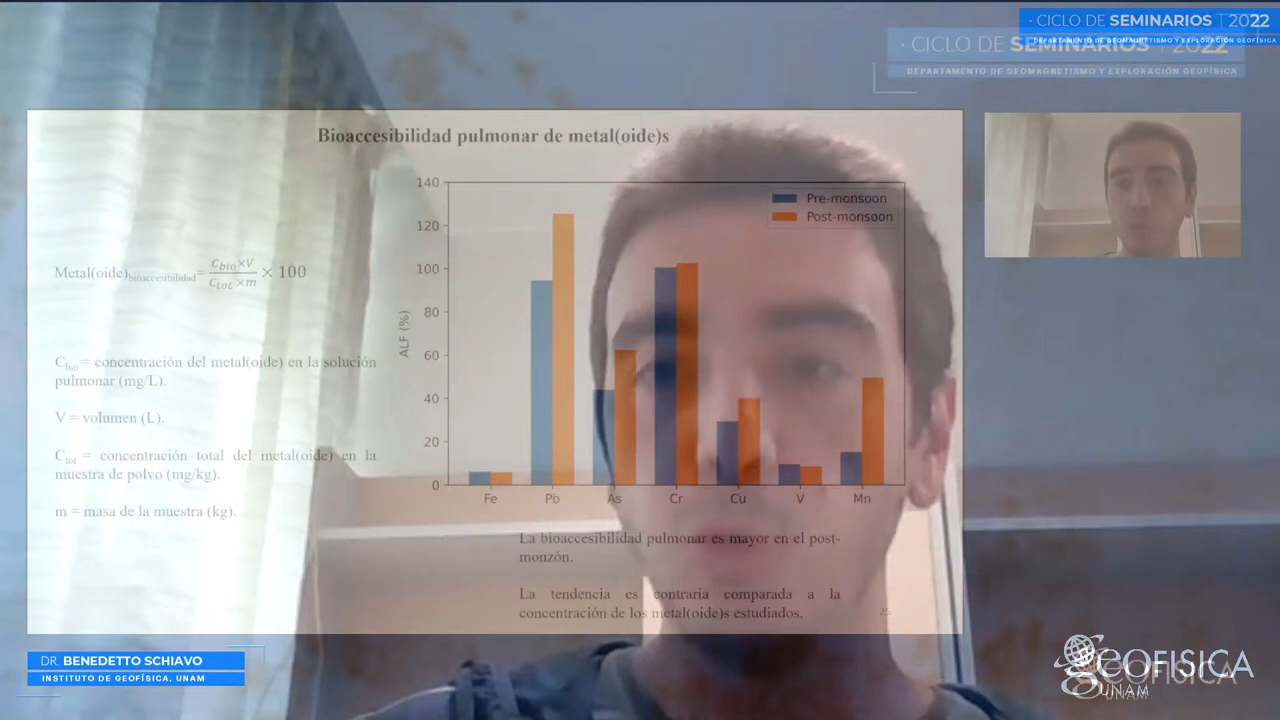 · CICLO DE SEMINARIOS | 2022
DEPARTAMENTO DE GEOMAGNETISMO Y EXPLORACIÓN GEOFÍSICA
· CICLO DE SEMINARIOS | 2022
DEPARTAMENTO DE GEOMAGNETISMO Y EXPLORACIÓN GEOFÍSICA
Bioaccesibilidad pulmonar de metal(oide)s
Metal(oide)bioaccesibilidad= Cbio×V / Ctot×m × 100
Cbio = concentración del metal(oide) en la solución
pulmonar (mg/L).
V = volumen (L).
Ctot = concentración total del metal(oide) en la
muestra de polvo (mg/kg).
m = masa de la muestra (kg).
140
120
100
80
60
40
20
0
ALF (%)
Pre-monsoon
Post-monsoon
Fe Pb As Cr Cu V Mn
La bioaccesibilidad pulmonar es mayor en el post-
monzón.
La tendencia es contraria comparada a la
concentración de los metal(oide)s estudiados.
25
DR. BENEDETTO SCHIAVO
INSTITUTO DE GEOFÍSICA, UNAM
GEOFISICA
UNAM
GEOFISICA
UNAM